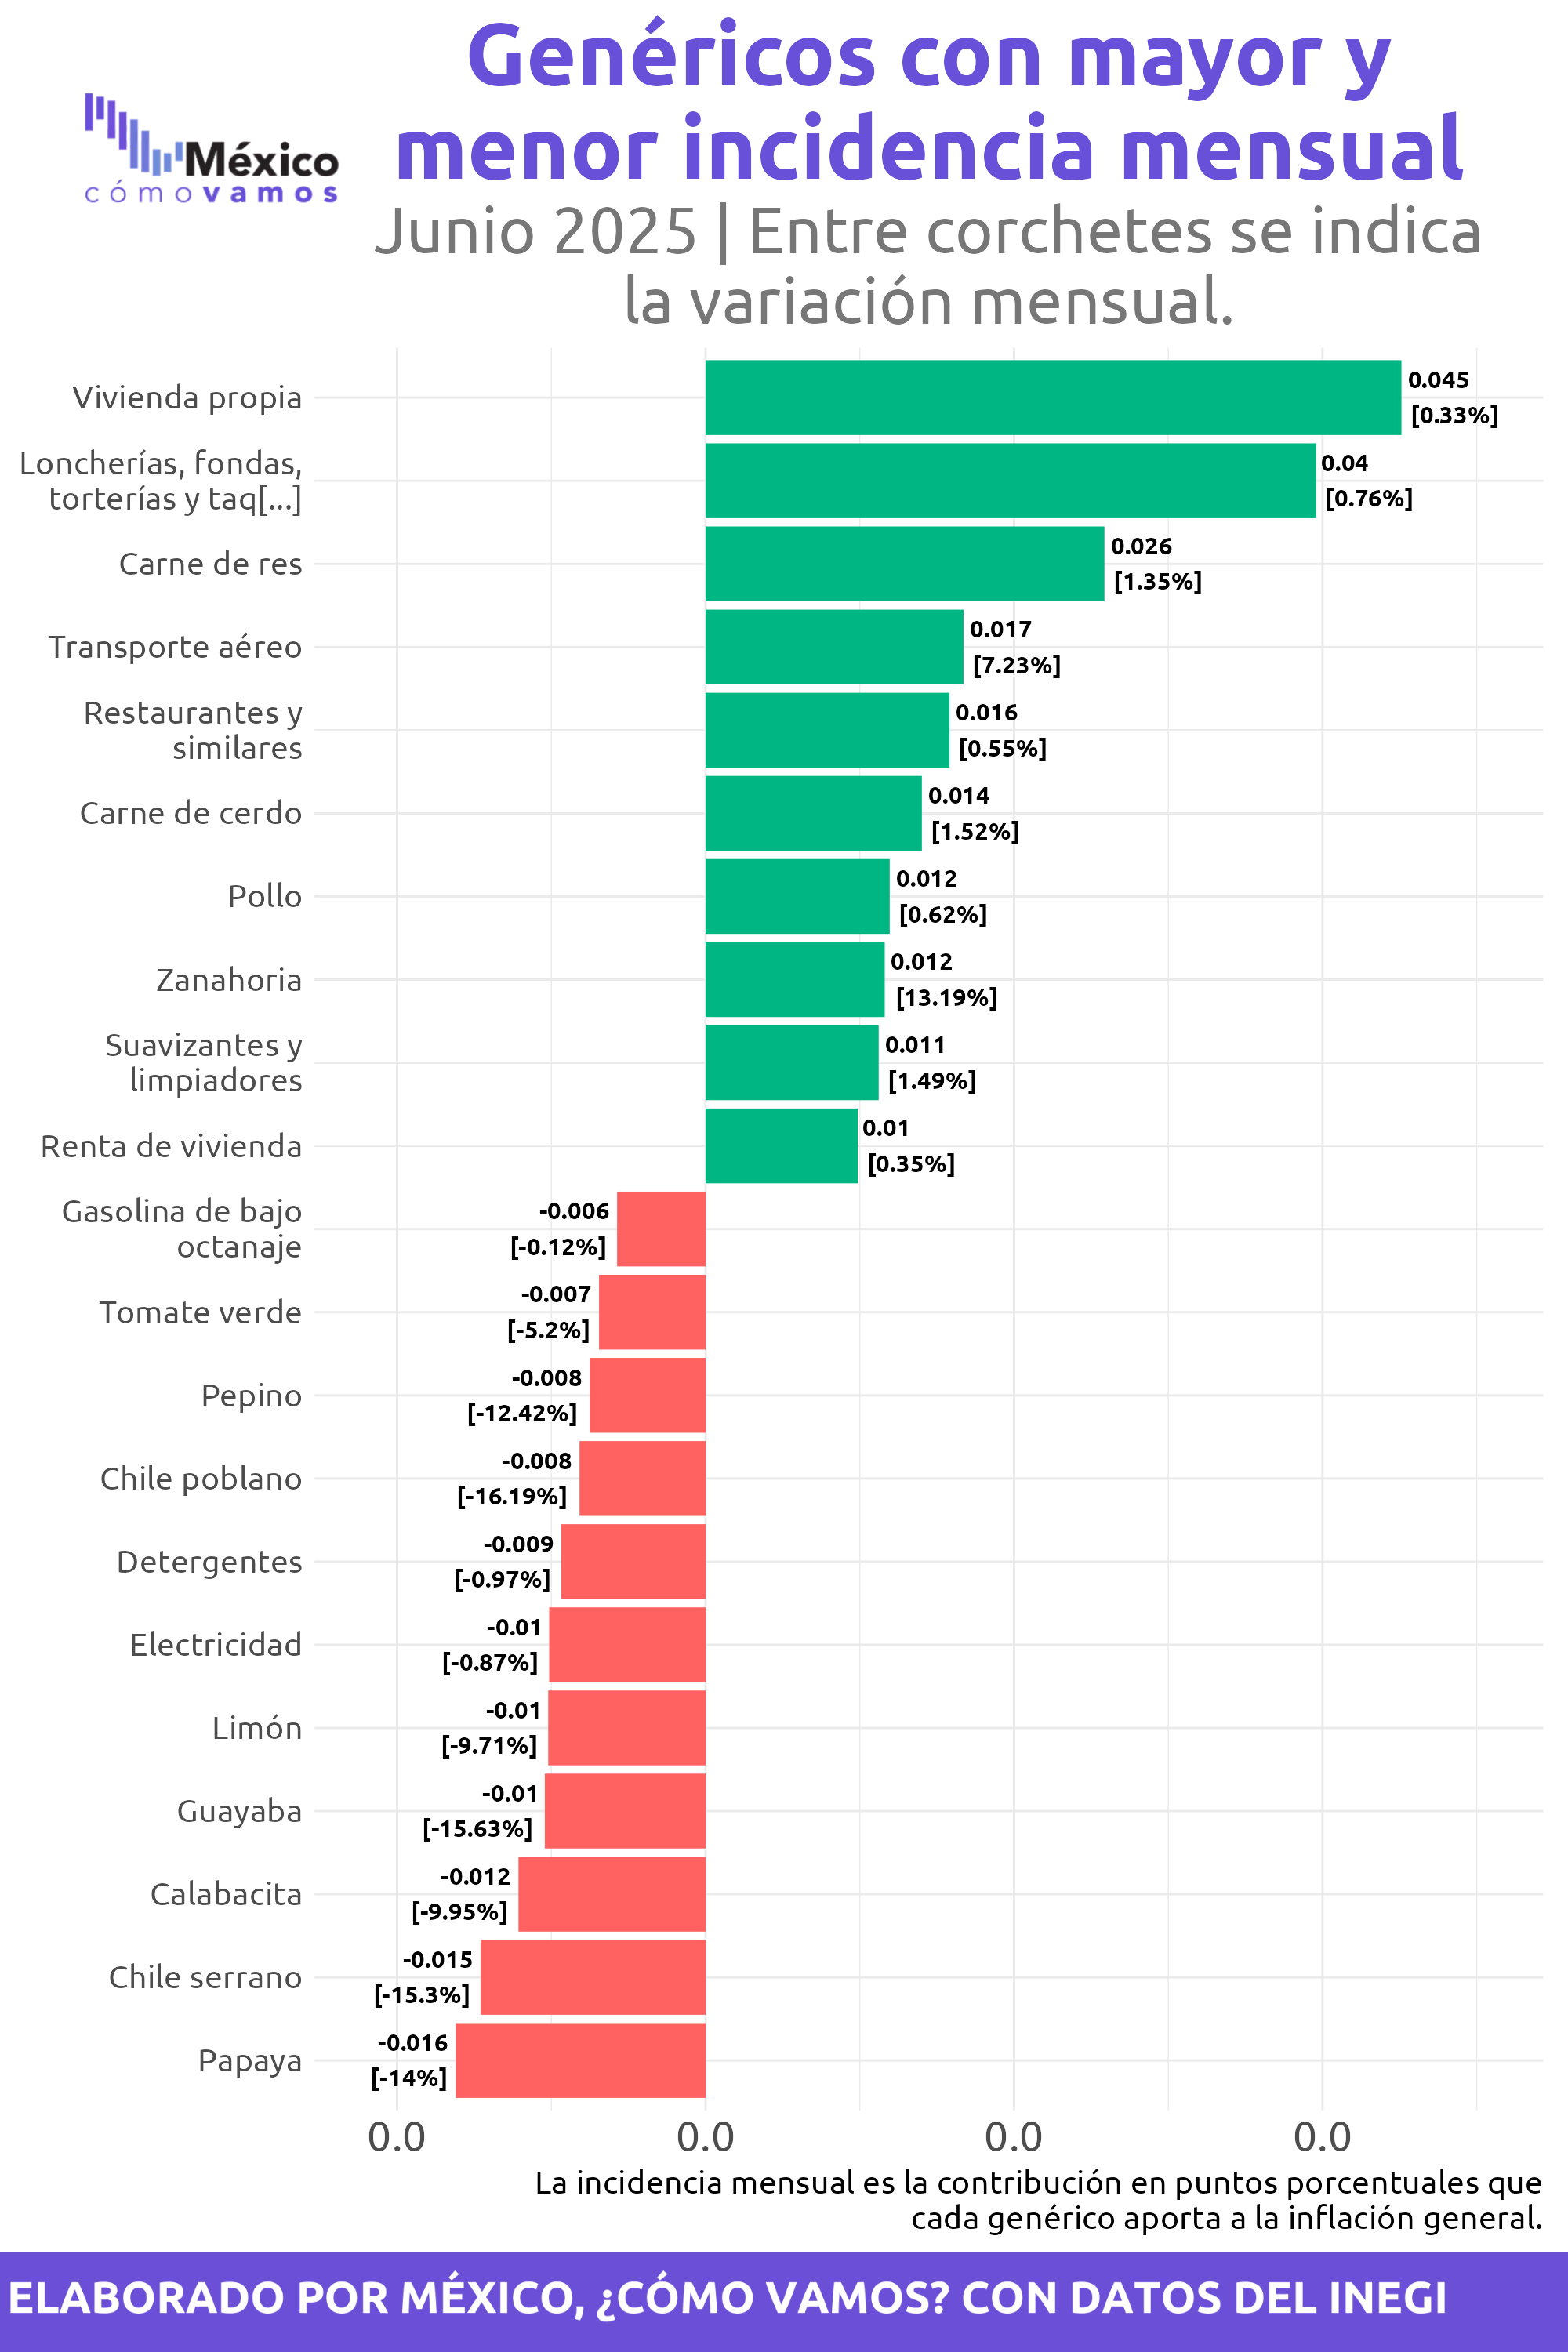 Genéricos con mayor y
menor incidencia mensual
México
cómovamos
Junio 2025 | Entre corchetes se indica
la variación mensual.
Vivienda propia
0.045
[0.33%]
Loncherías, fondas,
torterías y taq[...]
0.04
[0.76%]
Carne de res
0.026
[1.35%]
Transporte aéreo
0.017
[7.23%]
Restaurantes y
similares
0.016
[0.55%]
Carne de cerdo
0.014
[1.52%]
Pollo
0.012
[0.62%]
Zanahoria
0.012
[13.19%]
Suavizantes y
limpiadores
0.011
[1.49%]
Renta de vivienda
0.01
[0.35%]
Gasolina de bajo
octanaje
-0.006
[-0.12%]
Tomate verde
-0.007
[-5.2%]
Pepino
-0.008
[-12.42%]
Chile poblano
-0.008
[-16.19%]
Detergentes
-0.009
[-0.97%]
Electricidad
-0.01
[-0.87%]
Limón
-0.01
[-9.71%]
Guayaba
-0.01
[-15.63%]
Calabacita
-0.012
[-9.95%]
Chile serrano
-0.015
[-15.3%]
Papaya
-0.016
[-14%]
0.0 0.0 0.0 0.0
La incidencia mensual es la contribución en puntos porcentuales que
cada genérico aporta a la inflación general.
ELABORADO POR MÉXICO, ¿CÓMO VAMOS? CON DATOS DEL INEGI